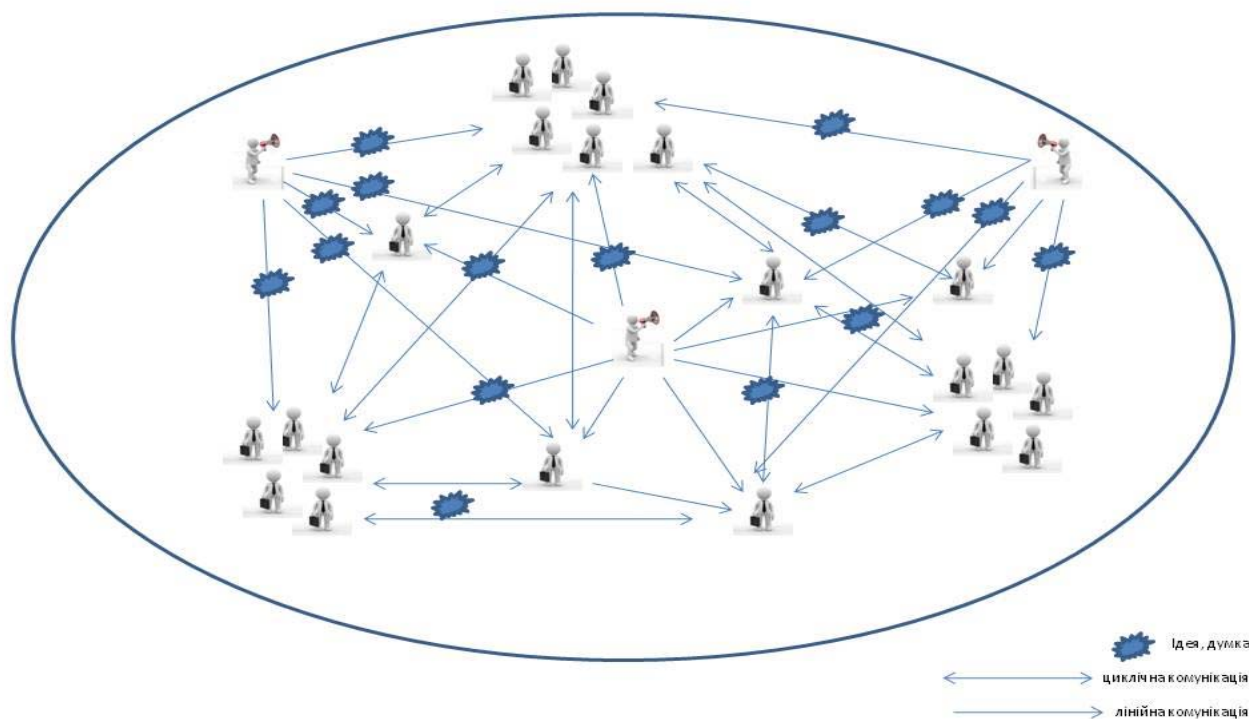 Ідея, думка
циклічна комунікація
лінійна комунікація